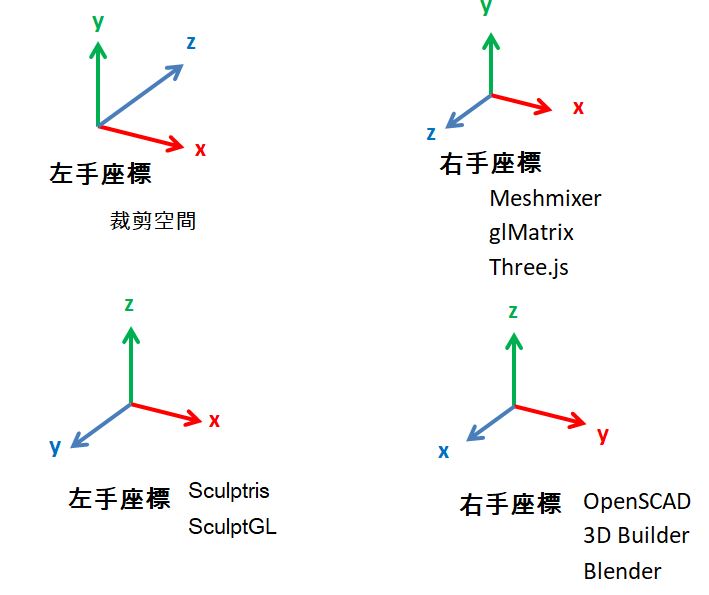 y
z
x
左手座標
裁剪空間
y
x
z
右手座標
Meshmixer
glMatrix
Three.js
z
x
y
左手座標
Sculptris
SculptGL
z
y
x
右手座標
OpenSCAD
3D Builder
Blender